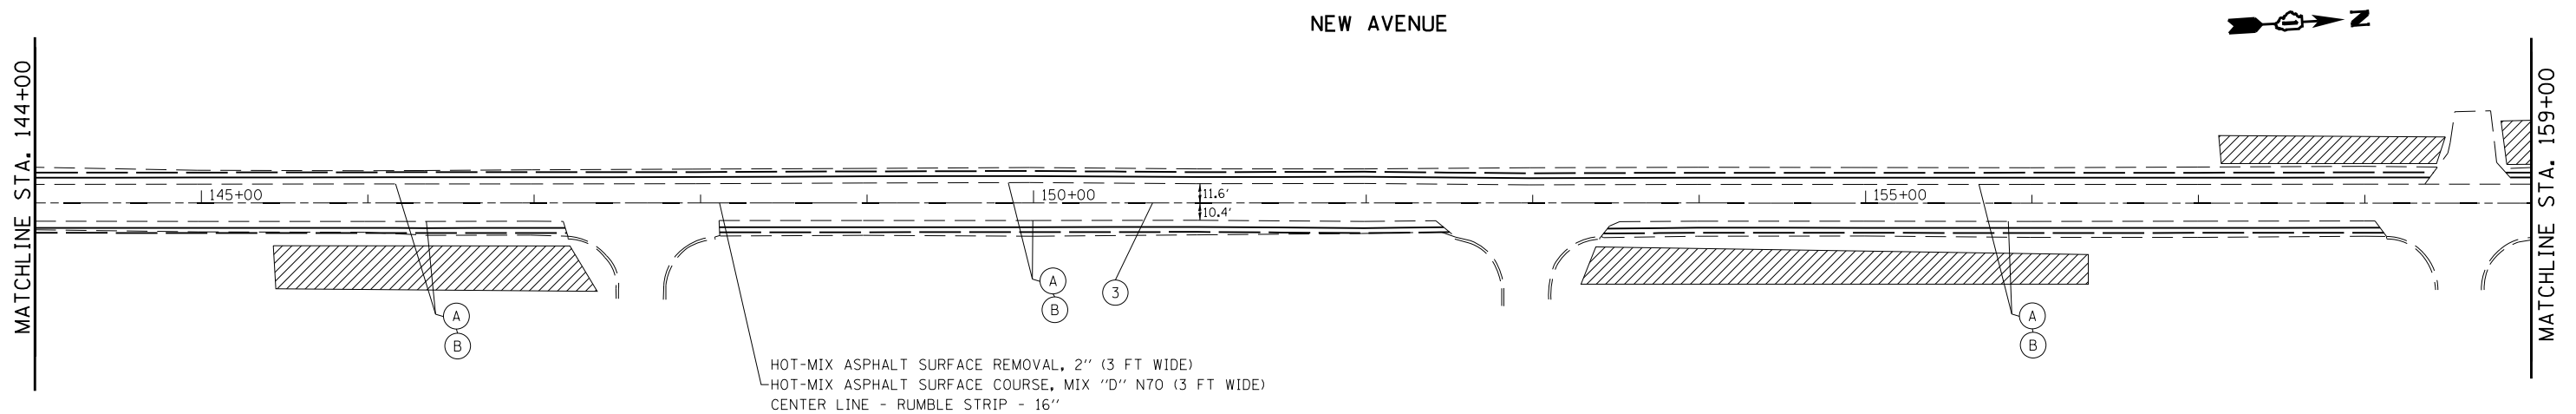 NEW AVENUE
N
MATCHLINE STA. 144+00
MATCHLINE STA. 159+00
145+00
150+00
155+00
11.6'
10.4'
A
B
A
B
3
A
B
HOT-MIX ASPHALT SURFACE REMOVAL, 2" (3 FT WIDE)
HOT-MIX ASPHALT SURFACE COURSE, MIX "D" N70 (3 FT WIDE)
CENTER LINE - RUMBLE STRIP - 16"